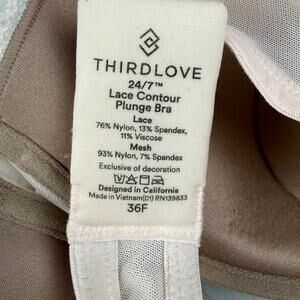 THIRDLOVE
24/7™
Lace Contour
Plunge Bra
Lace
76% Nylon, 13% Spandex,
11% Viscose
Mesh
93% Nylon, 7% Spandex
Exclusive of decoration
Designed in California
Made in Vietnam(01) RN139833
36F